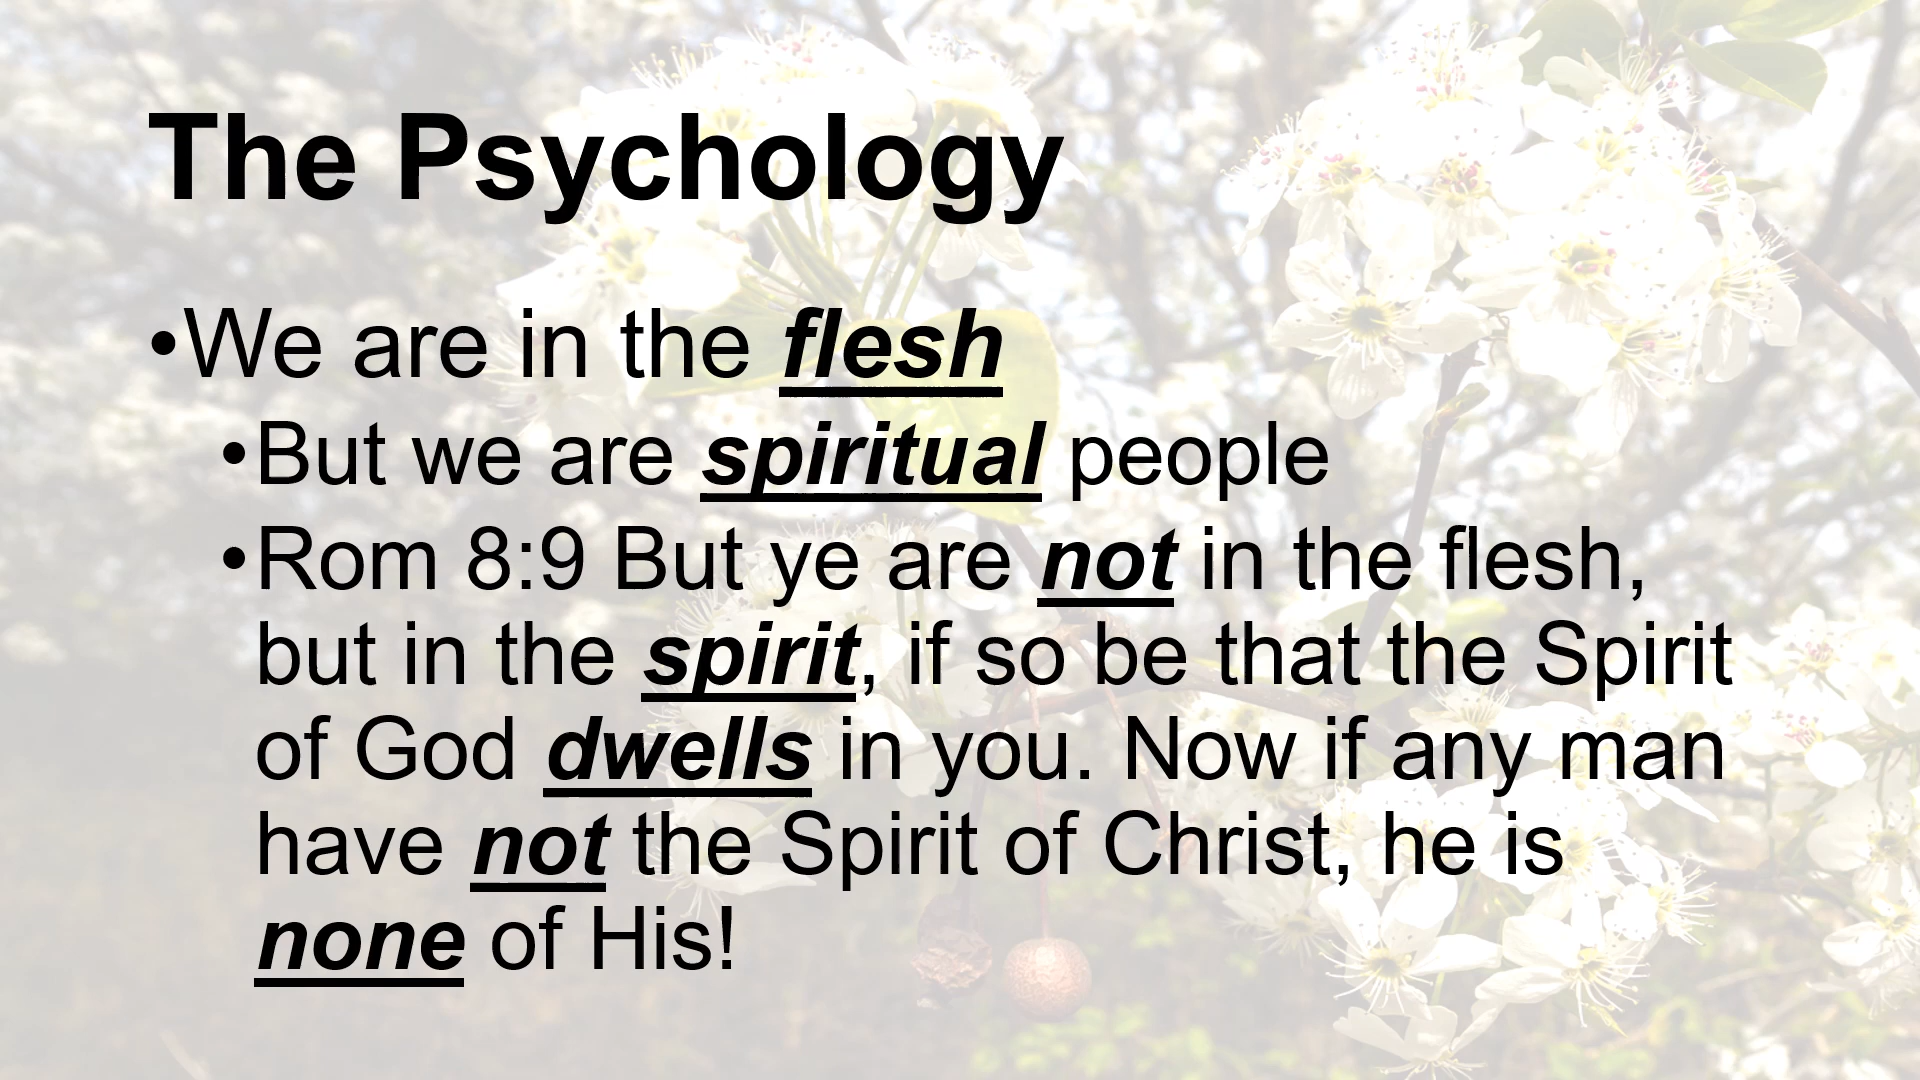 The Psychology
•We are in the flesh
•But we are spiritual people
•Rom 8:9 But ye are not in the flesh,
but in the spirit, if so be that the Spirit
of God dwells in you. Now if any man
have not the Spirit of Christ, he is
none of His!